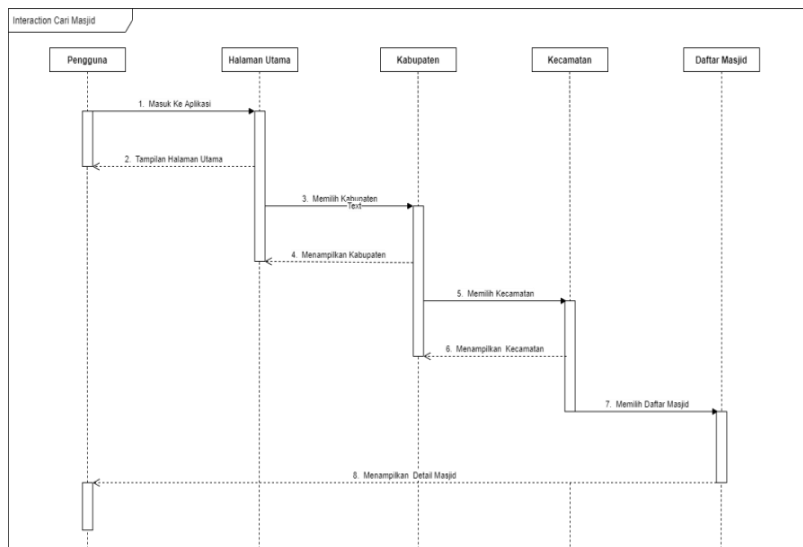 Interaction Cari Masjid
Pengguna
Halaman Utama
Kabupaten
Kecamatan
Daftar Masjid
1. Masuk Ke Aplikasi
2. Tampilan Halaman Utama
3. Memilih Kabupaten
Text
4. Menampilkan Kabupaten
5. Memilih Kecamatan
6. Menampilkan Kecamatan
7. Memilih Daftar Masjid
8. Menampilkan Detail Masjid